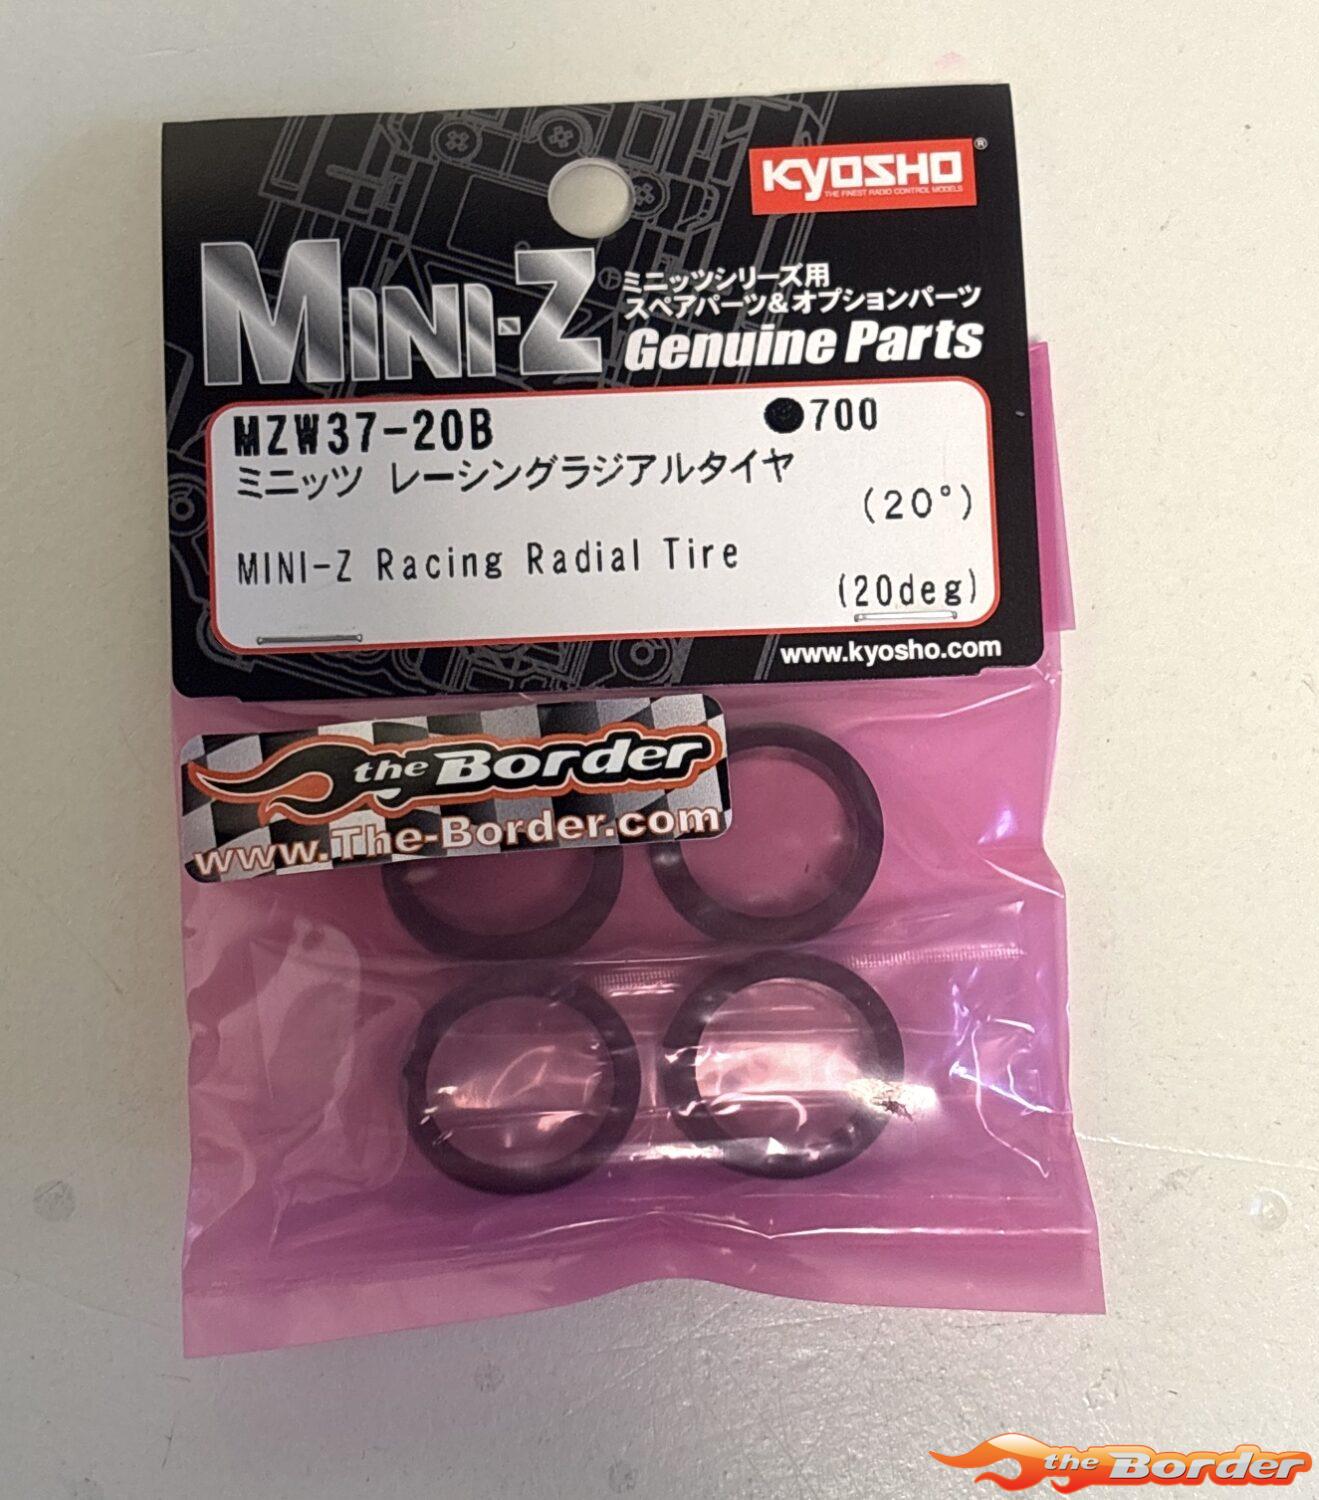 KYOSHO®
THE FINEST RADIO CONTROL MODELS
MINI-Z
ミニッツシリーズ用
スペアパーツ&オプションパーツ
Genuine Parts
MZW37-20B ●700
ミニッツ レーシングラジアルタイヤ
(20°)
MINI-Z Racing Radial Tire
(20deg)
www.kyosho.com
the Border
www.The-Border.com
the Border